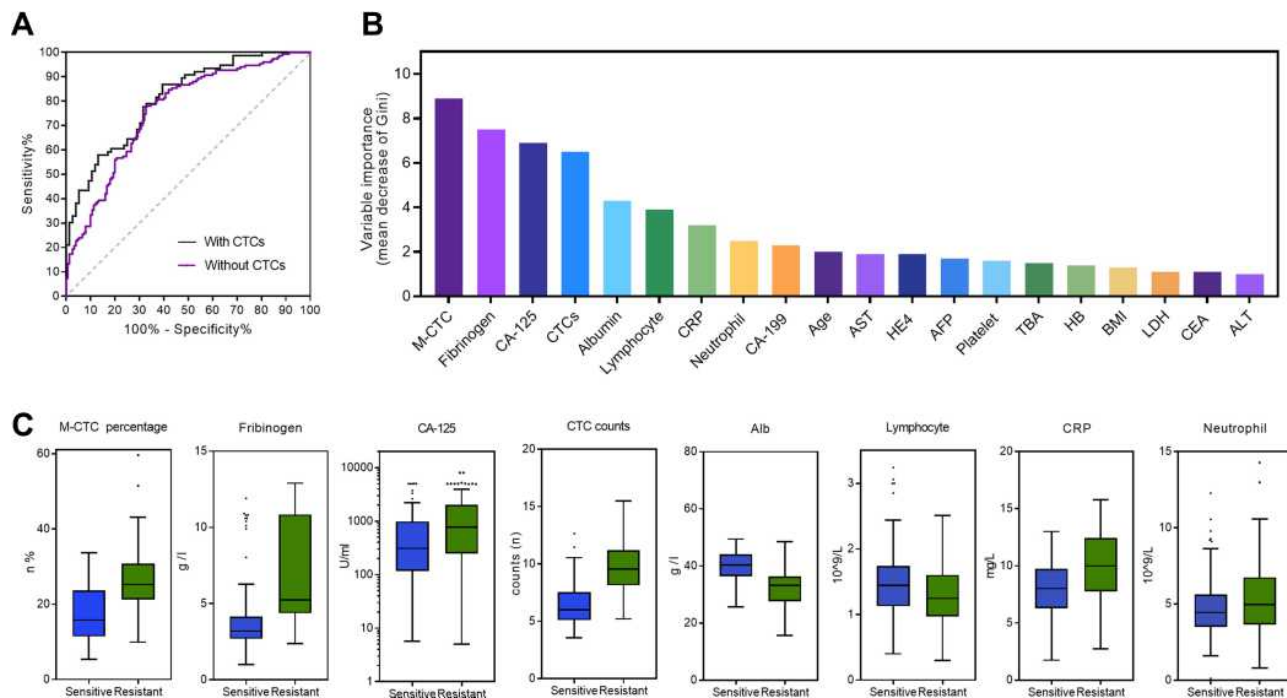 A
100
90
80
70
60
50
40
30
20
10
0
Sensitivity%
With CTCs
Without CTCs
0 10 20 30 40 50 60 70 80 90 100
100% - Specificity%
B
10
8
6
4
2
0
Variable importance
(mean decrease of Gini)
M-CTC Fibrinogen CA-125 CTCs Albumin Lymphocyte CRP Neutrophil CA-199 Age AST HE4 AFP Platelet TBA HB BMI LDH CEA ALT
C
M-CTC percentage
60
40
20
0
n %
Sensitive Resistant
Fribinogen
15
10
5
0
g / l
Sensitive Resistant
CA-125
10000
1000
100
10
1
U/ml
Sensitive Resistant
CTC counts
20
15
10
5
0
counts (n)
Sensitive Resistant
Alb
80
60
40
20
0
g / l
Sensitive Resistant
Lymphocyte
3
2
1
0
10^9/L
Sensitive Resistant
CRP
20
15
10
5
0
mg/L
Sensitive Resistant
Neutrophil
15
10
5
0
10^9/L
Sensitive Resistant